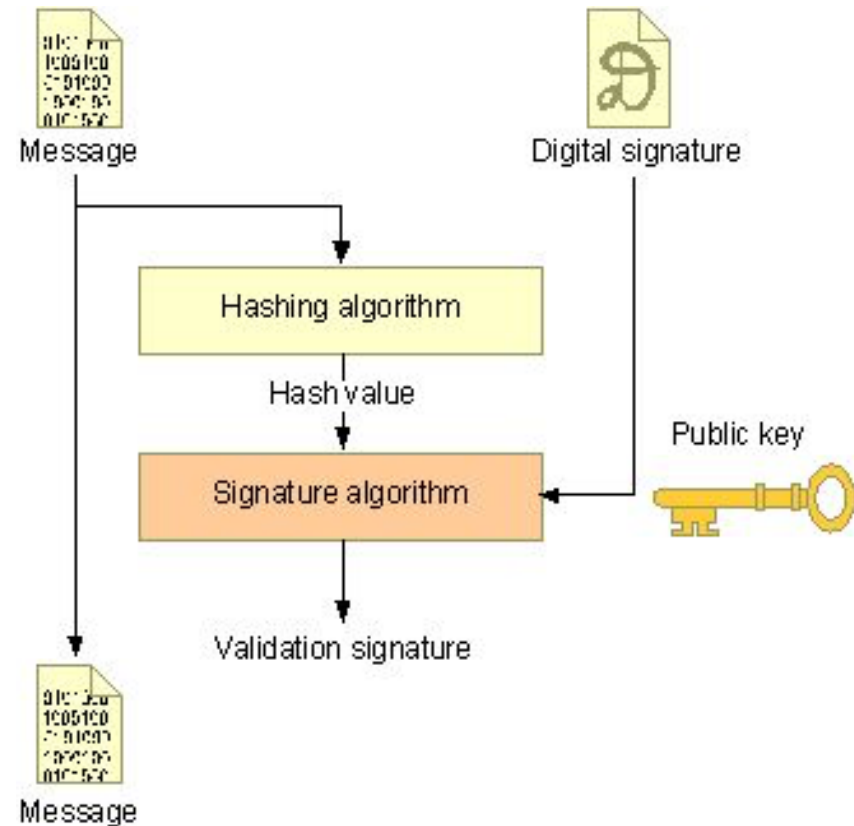 Message
Digital signature
Hashing algorithm
Hash value
Public key
Signature algorithm
Validation signature
Message